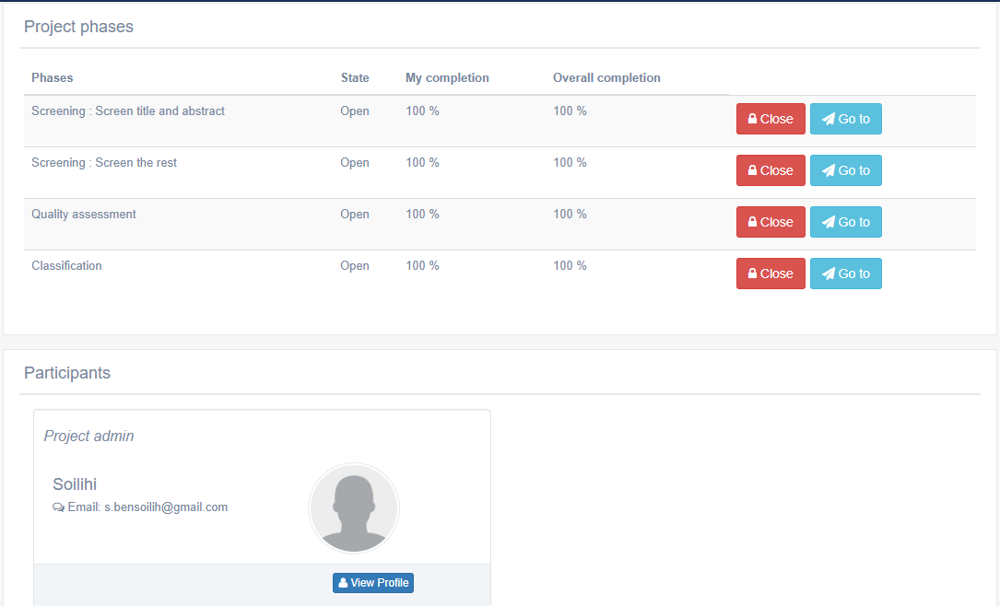 Project phases
Phases State My completion Overall completion
Screening : Screen title and abstract Open 100 % 100 % Close Go to
Screening : Screen the rest Open 100 % 100 % Close Go to
Quality assessment Open 100 % 100 % Close Go to
Classification Open 100 % 100 % Close Go to
Participants
Project admin
Soilihi
Email: s.bensoilih@gmail.com
View Profile